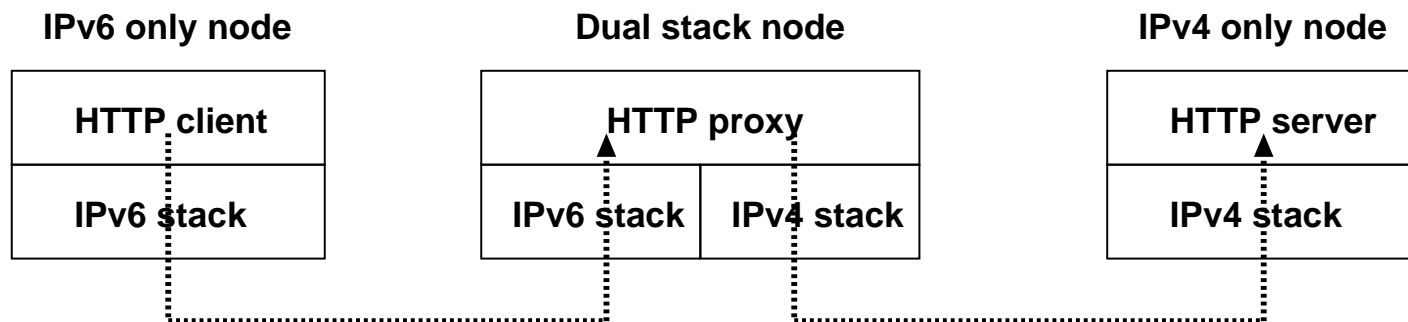 IPv6 only node
Dual stack node
IPv4 only node
HTTP client
HTTP proxy
HTTP server
IPv6 stack
IPv6 stack
IPv4 stack
IPv4 stack